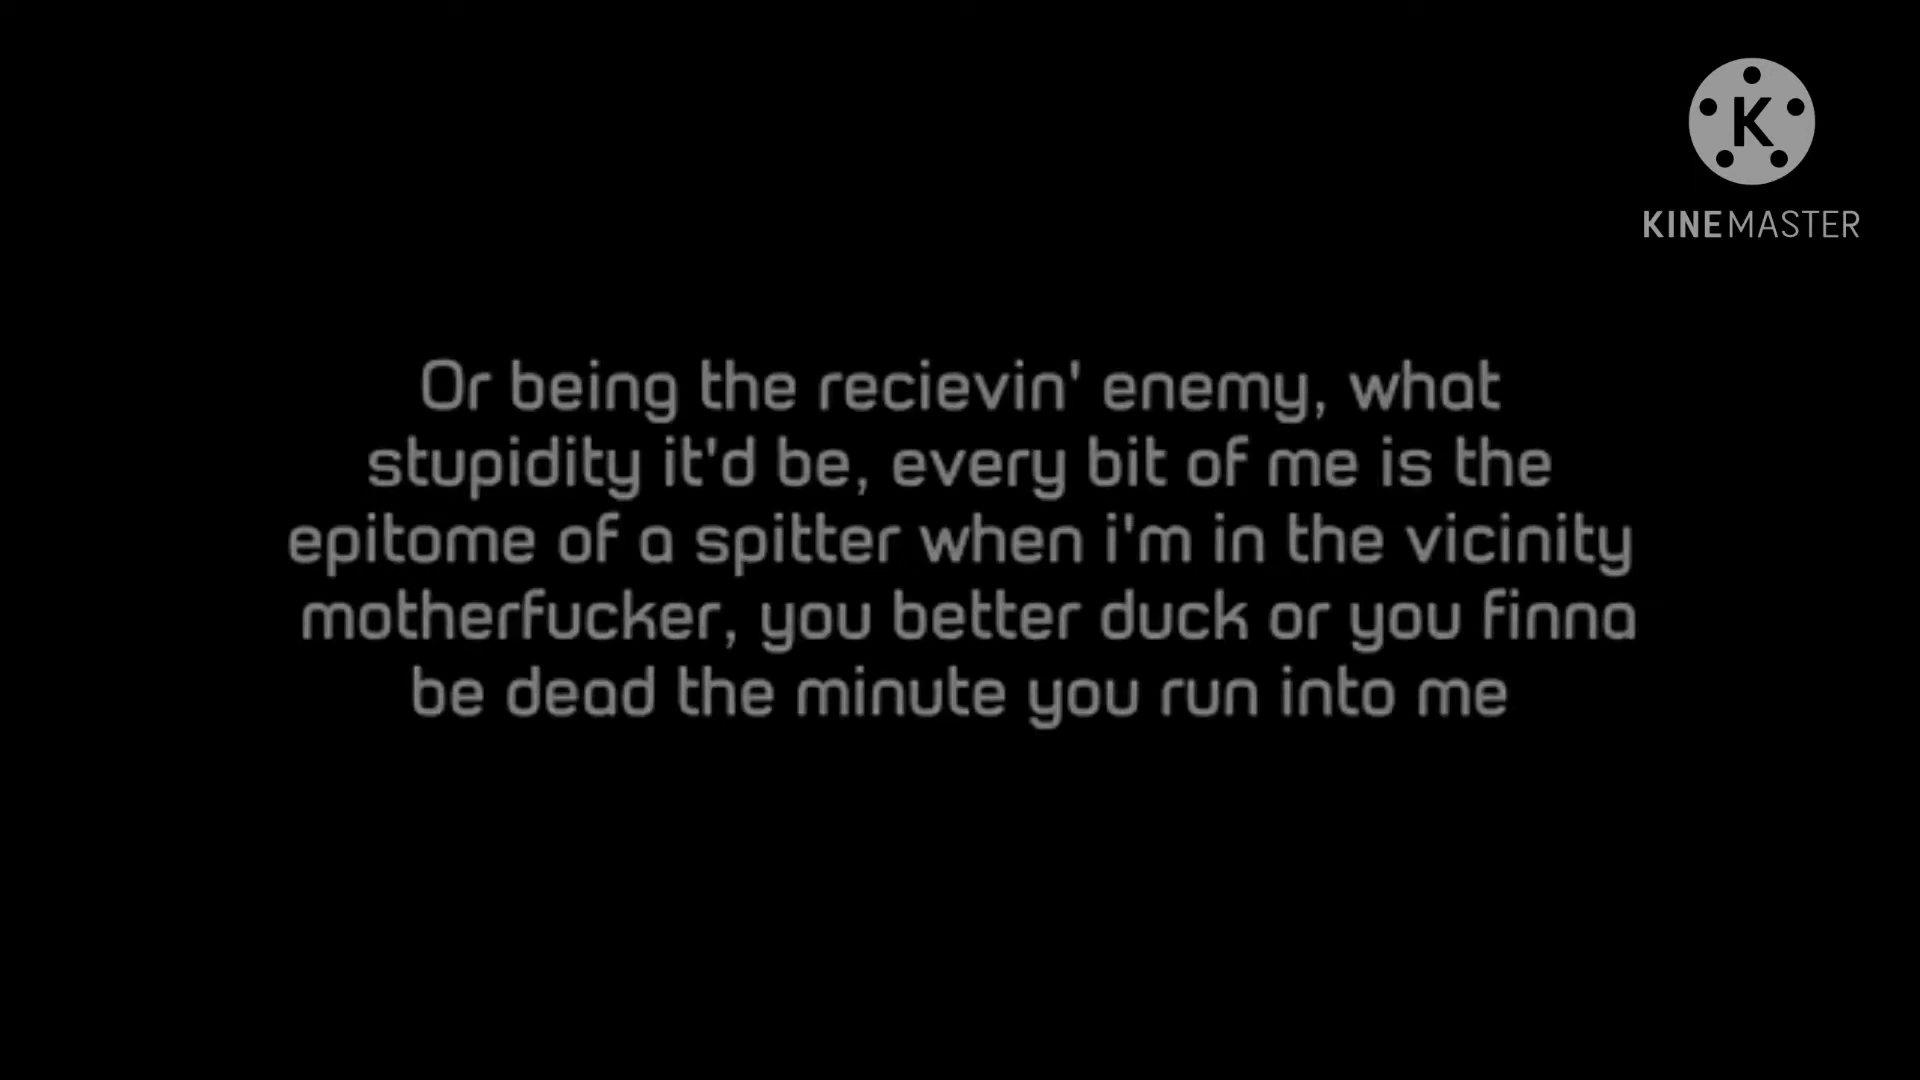 K
KINEMASTER
Or being the recievin' enemy, what
stupidity it'd be, every bit of me is the
epitome of a spitter when i'm in the vicinity
motherfucker, you better duck or you finna
be dead the minute you run into me